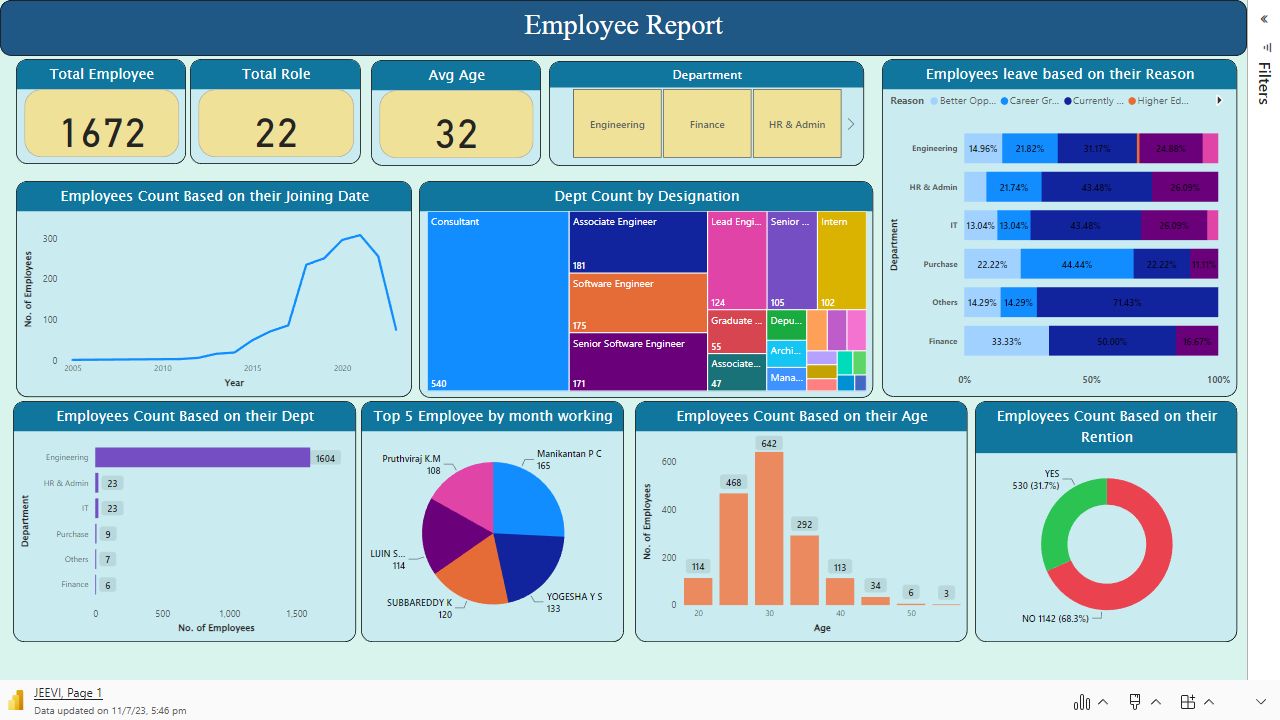 Employee Report
Total Employee
1672
Total Role
22
Avg Age
32
Department
Engineering
Finance
HR & Admin
Employees leave based on their Reason
Reason
Better Opp...
Career Gr...
Currently ...
Higher Ed...
Engineering
14.96%
21.82%
31.17%
24.88%
HR & Admin
21.74%
43.48%
26.09%
IT
13.04%
13.04%
43.48%
26.09%
Purchase
22.22%
44.44%
22.22%
11.11%
Others
14.29%
14.29%
71.43%
Finance
33.33%
50.00%
16.67%
0%
50%
100%
Department
Filters
Employees Count Based on their Joining Date
No. of Employees
300
200
100
0
2005
2010
2015
2020
Year
Dept Count by Designation
Consultant
540
Associate Engineer
181
Software Engineer
175
Senior Software Engineer
171
Lead Engi...
124
Senior ...
105
Intern
102
Graduate ...
55
Associate...
47
Depu...
Archi...
Mana...
Employees Count Based on their Dept
Department
Engineering
1604
HR & Admin
23
IT
23
Purchase
9
Others
7
Finance
6
0
500
1,000
1,500
No. of Employees
Top 5 Employee by month working
Pruthviraj K.M
108
Manikantan P C
165
LIJIN S...
114
SUBBAREDDY K
120
YOGESHA Y S
133
Employees Count Based on their Age
No. of Employees
600
400
200
0
114
468
642
292
113
34
6
3
20
30
40
50
Age
Employees Count Based on their
Rention
YES
530 (31.7%)
NO 1142 (68.3%)
JEEVI, Page 1
Data updated on 11/7/23, 5:46 pm